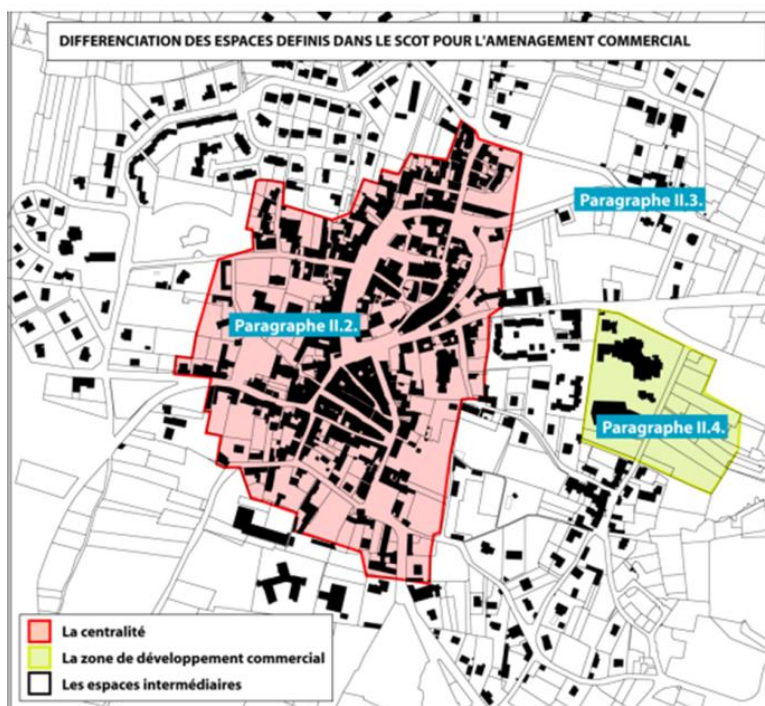 DIFFERENCIATION DES ESPACES DEFINIS DANS LE SCOT POUR L'AMENAGEMENT COMMERCIAL
Paragraphe II.3.
Paragraphe II.2.
Paragraphe II.4.
La centralité
La zone de développement commercial
Les espaces intermédiaires